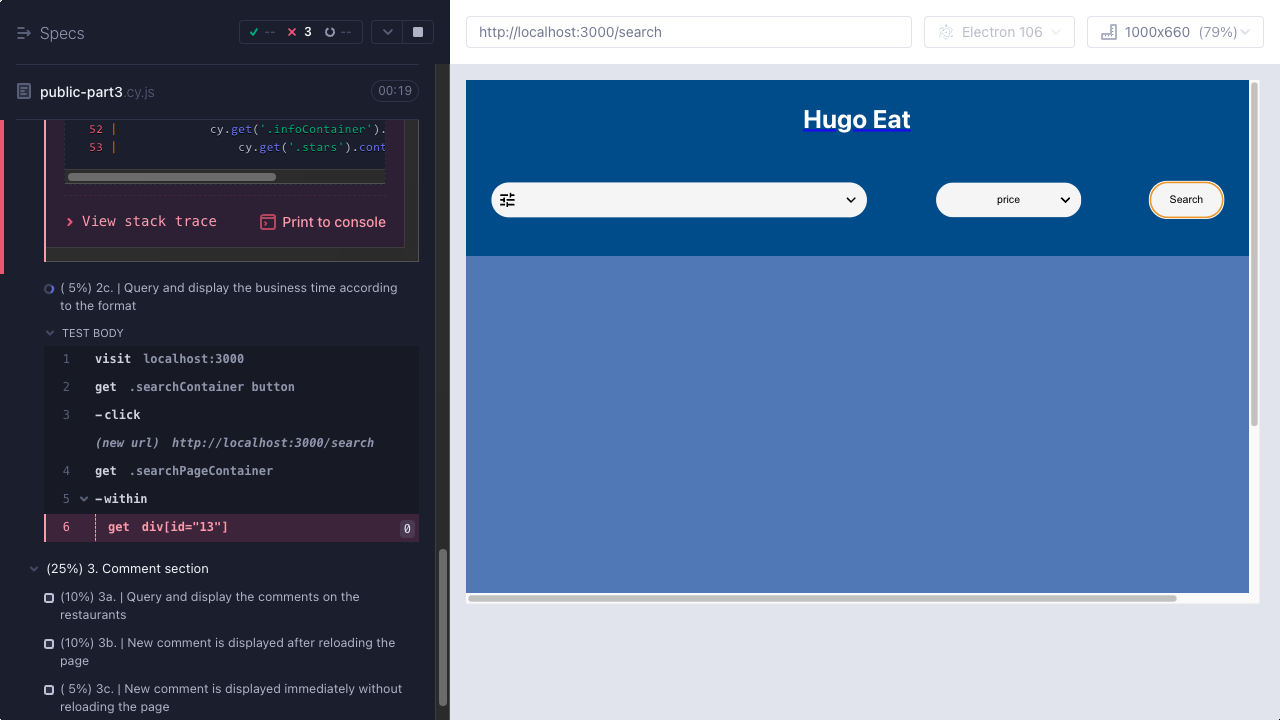 Specs
-- 3 --
http://localhost:3000/search
Electron 106
1000x660 (79%)
public-part3.cy.js
00:19
52 | cy.get('.infoContainer').
53 | cy.get('.stars').cont
View stack trace
Print to console
( 5%) 2c. | Query and display the business time according
to the format
TEST BODY
1 visit localhost:3000
2 get .searchContainer button
3 -click
(new url) http://localhost:3000/search
4 get .searchPageContainer
5 -within
6 get div[id="13"] 0
(25%) 3. Comment section
(10%) 3a. | Query and display the comments on the
restaurants
(10%) 3b. | New comment is displayed after reloading the
page
( 5%) 3c. | New comment is displayed immediately without
reloading the page
Hugo Eat
price
Search